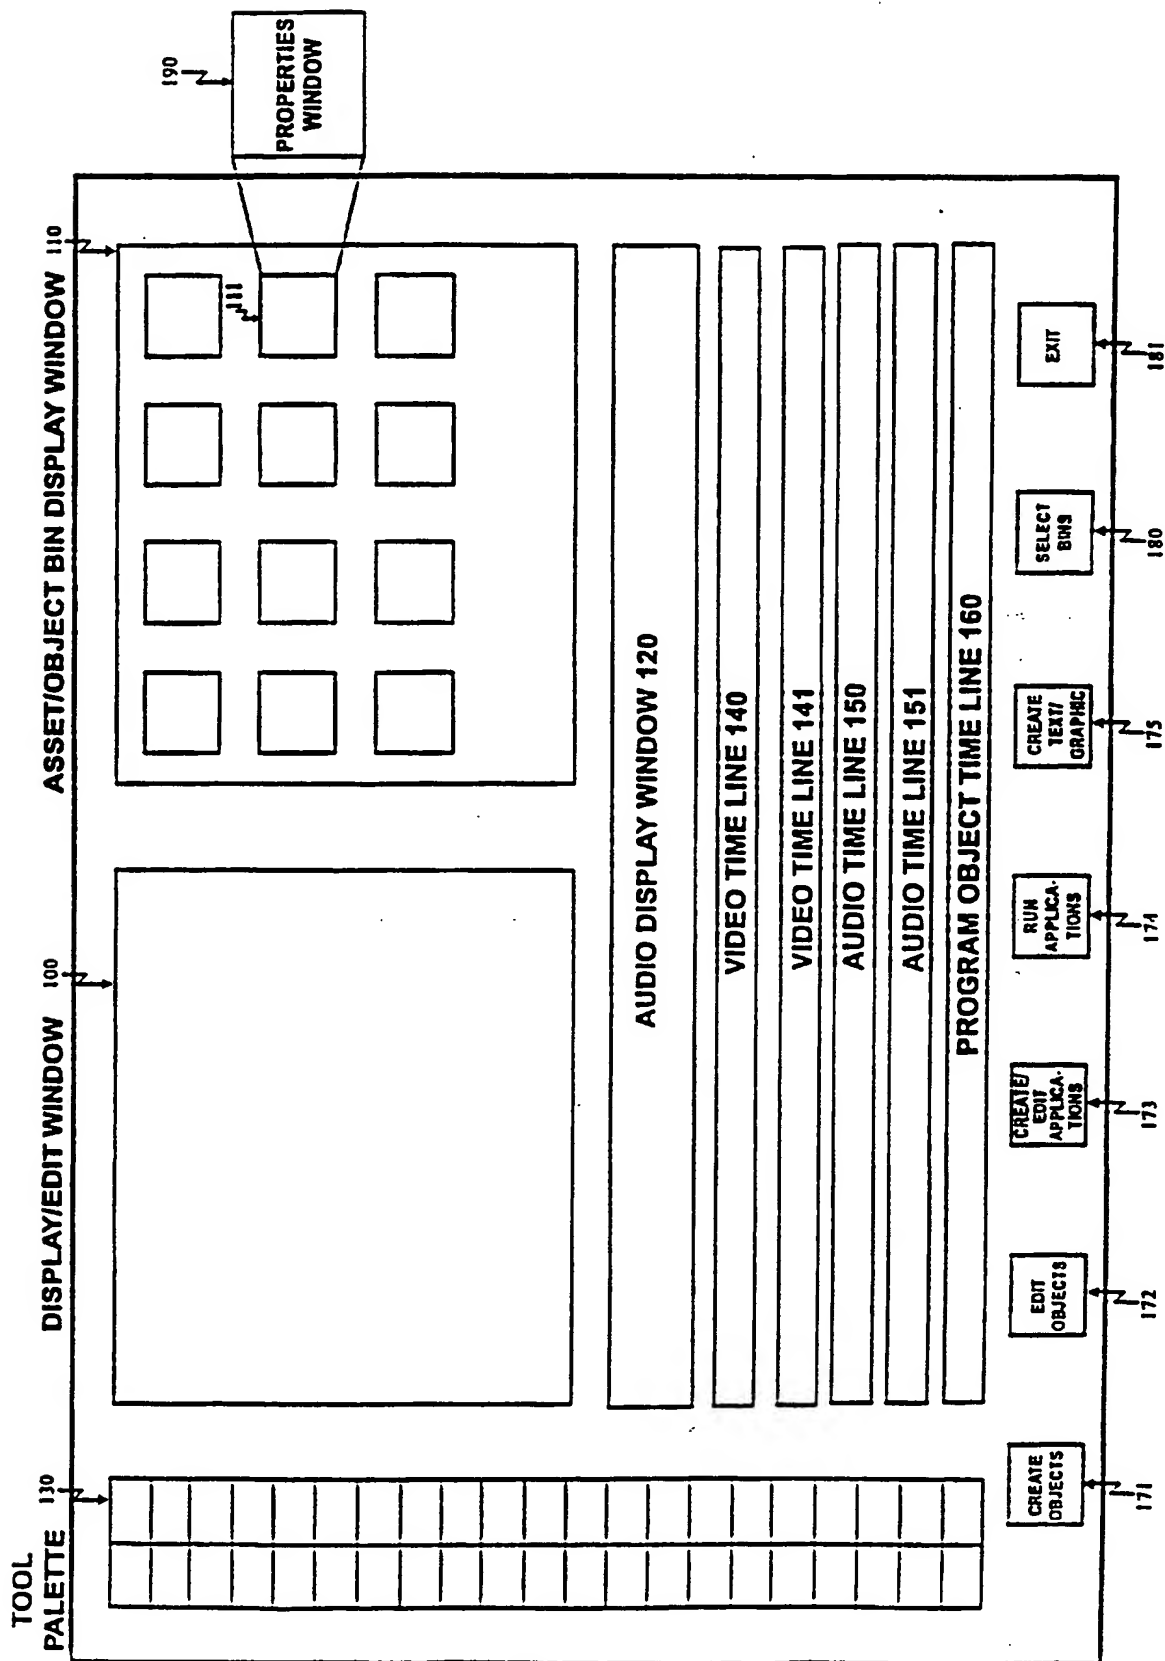 TOOL
PALETTE 130
DISPLAY/EDIT WINDOW 100
ASSET/OBJECT BIN DISPLAY WINDOW 110
111
190
PROPERTIES
WINDOW
AUDIO DISPLAY WINDOW 120
VIDEO TIME LINE 140
VIDEO TIME LINE 141
AUDIO TIME LINE 150
AUDIO TIME LINE 151
PROGRAM OBJECT TIME LINE 160
CREATE
OBJECTS
171
EDIT
OBJECTS
172
CREATE/
EDIT
APPLICA-
TIONS
173
RUN
APPLICA-
TIONS
174
CREATE
TEXT/
GRAPHIC
175
SELECT
BINS
180
EXIT
181